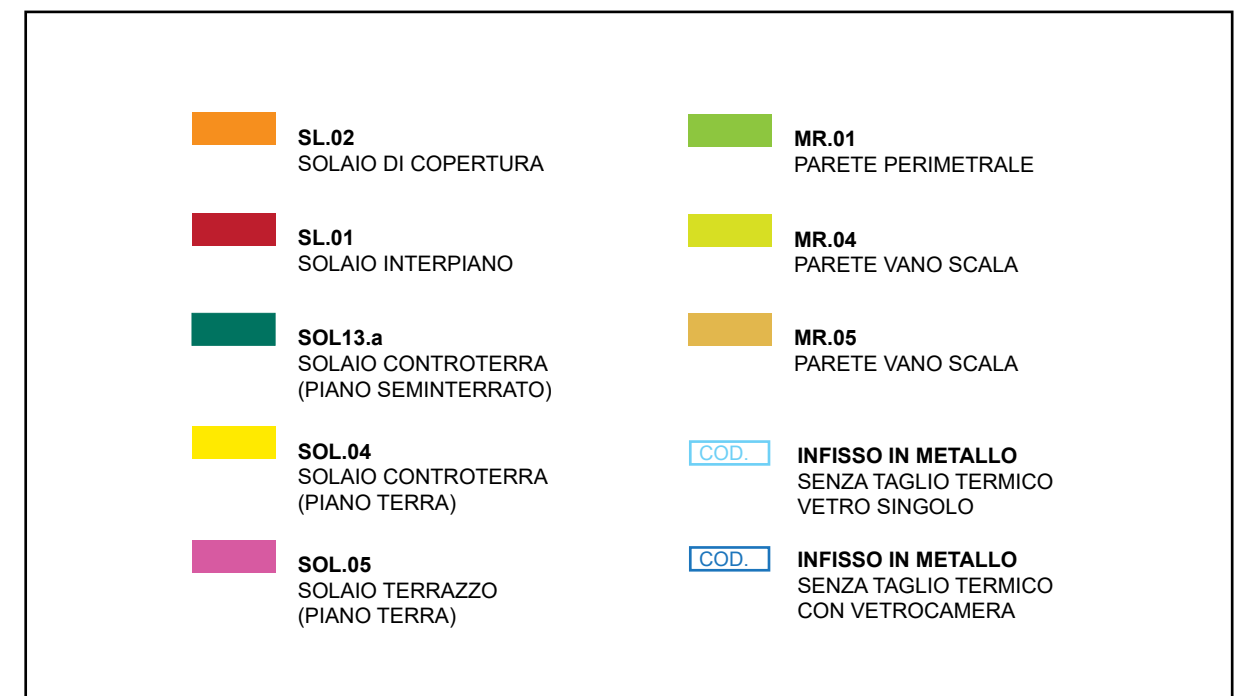 SL.02
SOLAIO DI COPERTURA
SL.01
SOLAIO INTERPIANO
SOL13.a
SOLAIO CONTROTERRA
(PIANO SEMINTERRATO)
SOL.04
SOLAIO CONTROTERRA
(PIANO TERRA)
SOL.05
SOLAIO TERRAZZO
(PIANO TERRA)
MR.01
PARETE PERIMETRALE
MR.04
PARETE VANO SCALA
MR.05
PARETE VANO SCALA
COD.
INFISSO IN METALLO
SENZA TAGLIO TERMICO
VETRO SINGOLO
COD.
INFISSO IN METALLO
SENZA TAGLIO TERMICO
CON VETROCAMERA